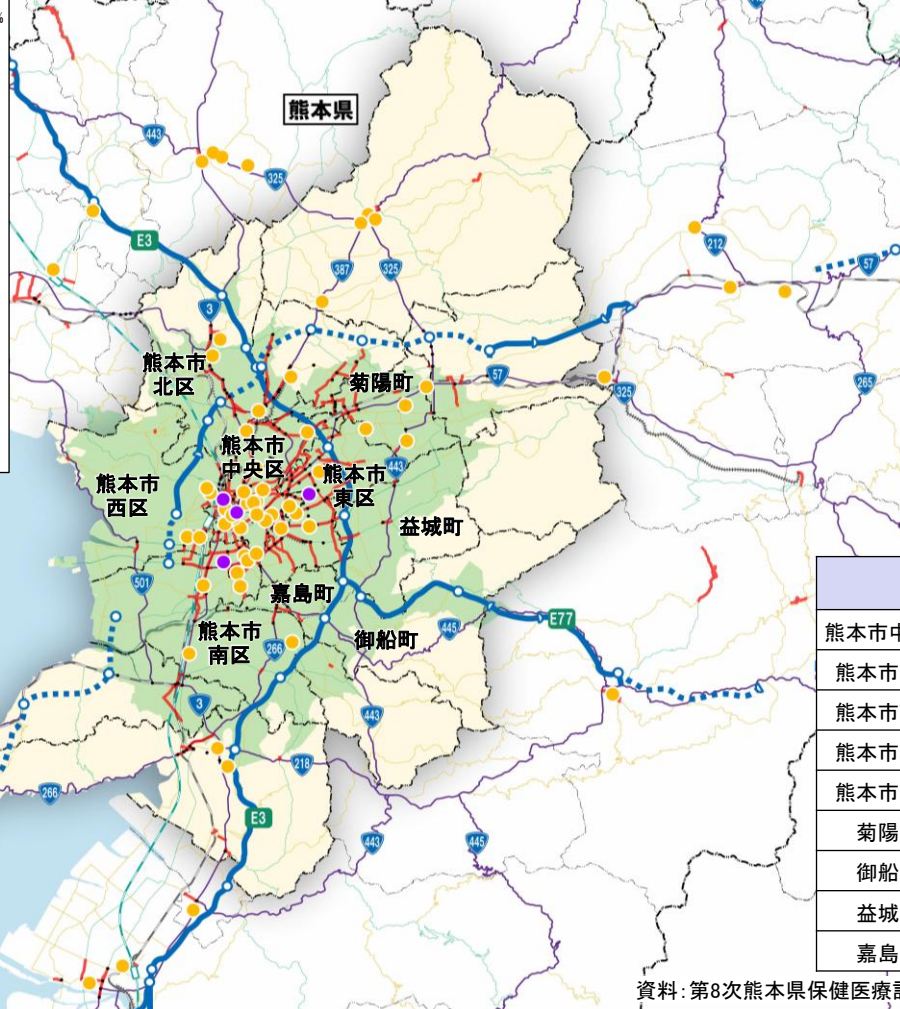 %
熊本県
443
325
E3
212
57
387
325
3
熊本市
北区
菊陽町
57
325
265
熊本市
中央区
443
熊本市
東区
熊本市
西区
益城町
501
嘉島町
熊本市
南区
266
445
御船町
E77
3
443
218
266
E3
443
445
熊本市中
熊本市
熊本市
熊本市
熊本市
菊陽
御船
益城
嘉島
資料：第8次熊本県保健医療